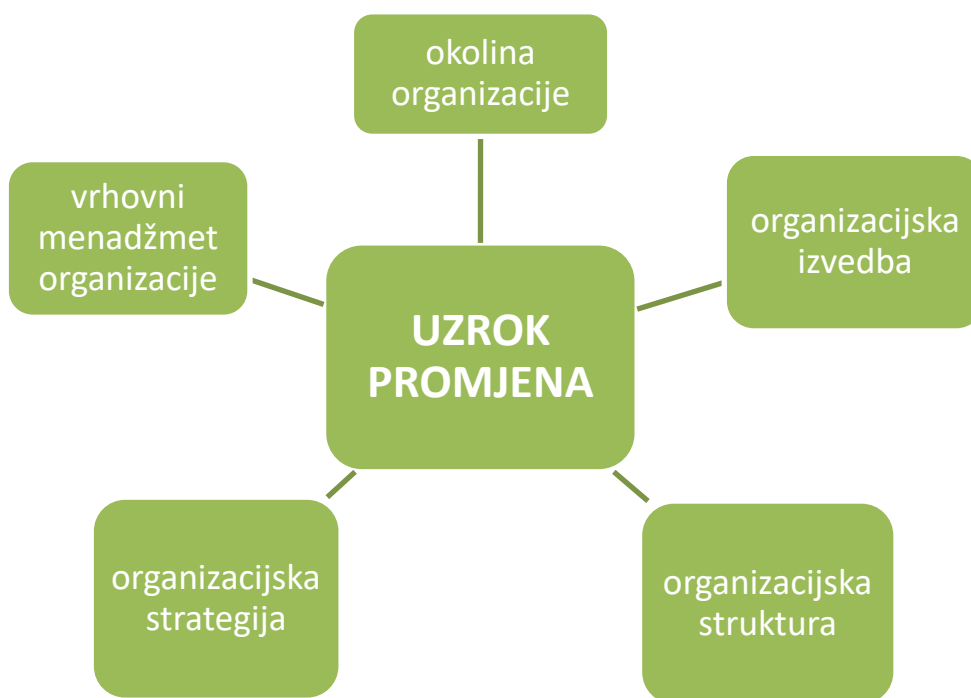 okolina
organizacije
vrhovni
menadžmet
organizacije
organizacijska
izvedba
UZROK
PROMJENA
organizacijska
strategija
organizacijska
struktura